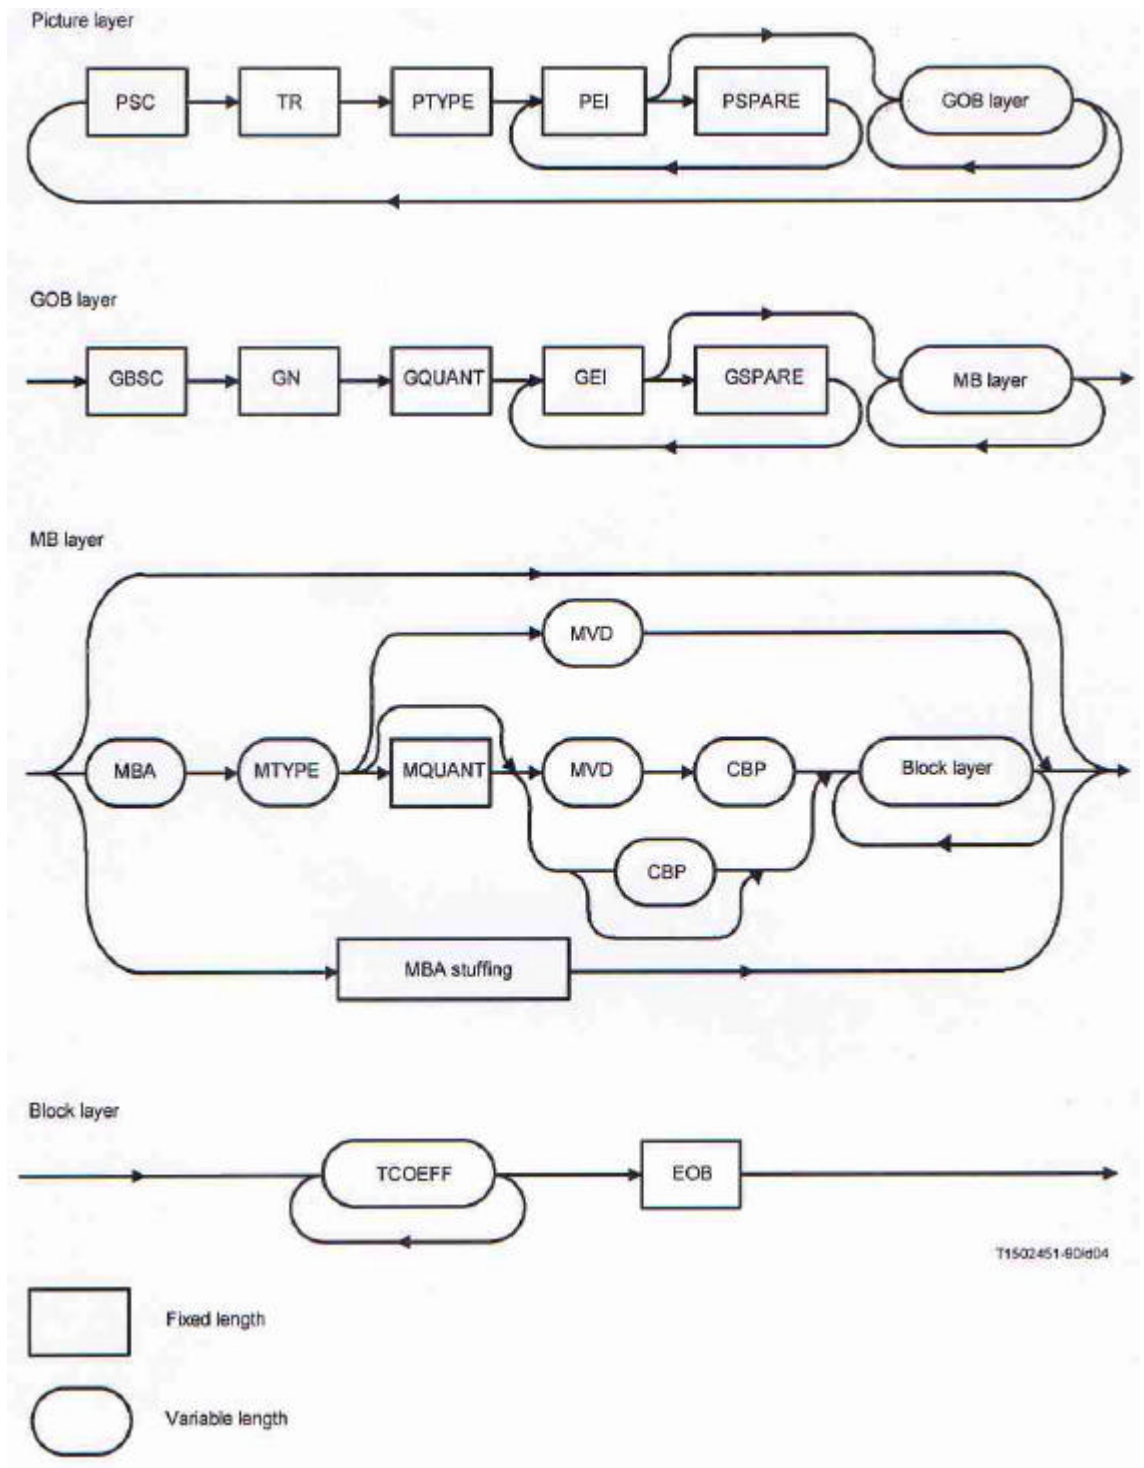 Picture layer
PSC TR PTYPE PEI PSPARE GOB layer
GOB layer
GBSC GN GQUANT GEI GSPARE MB layer
MB layer
MVD
MBA MTYPE MQUANT MVD CBP Block layer
CBP
MBA stuffing
Block layer
TCOEFF EOB
T1502451-90/d04
Fixed length
Variable length